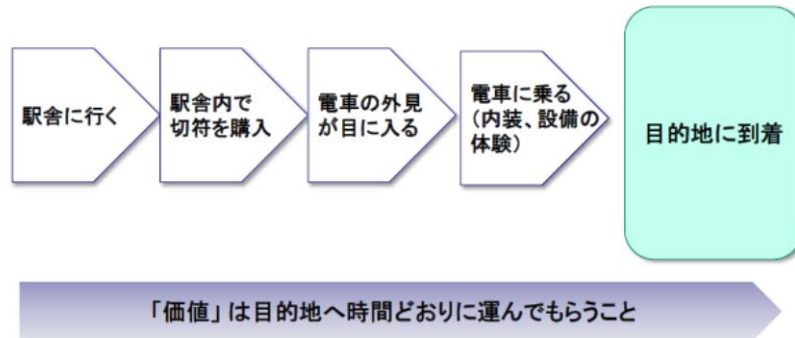 駅舎に行く
駅舎内で
切符を購入
電車の外見
が目に入る
電車に乗る
（内装、設備の
体験）
目的地に到着
「価値」は目的地へ時間どおりに運んでもらうこと